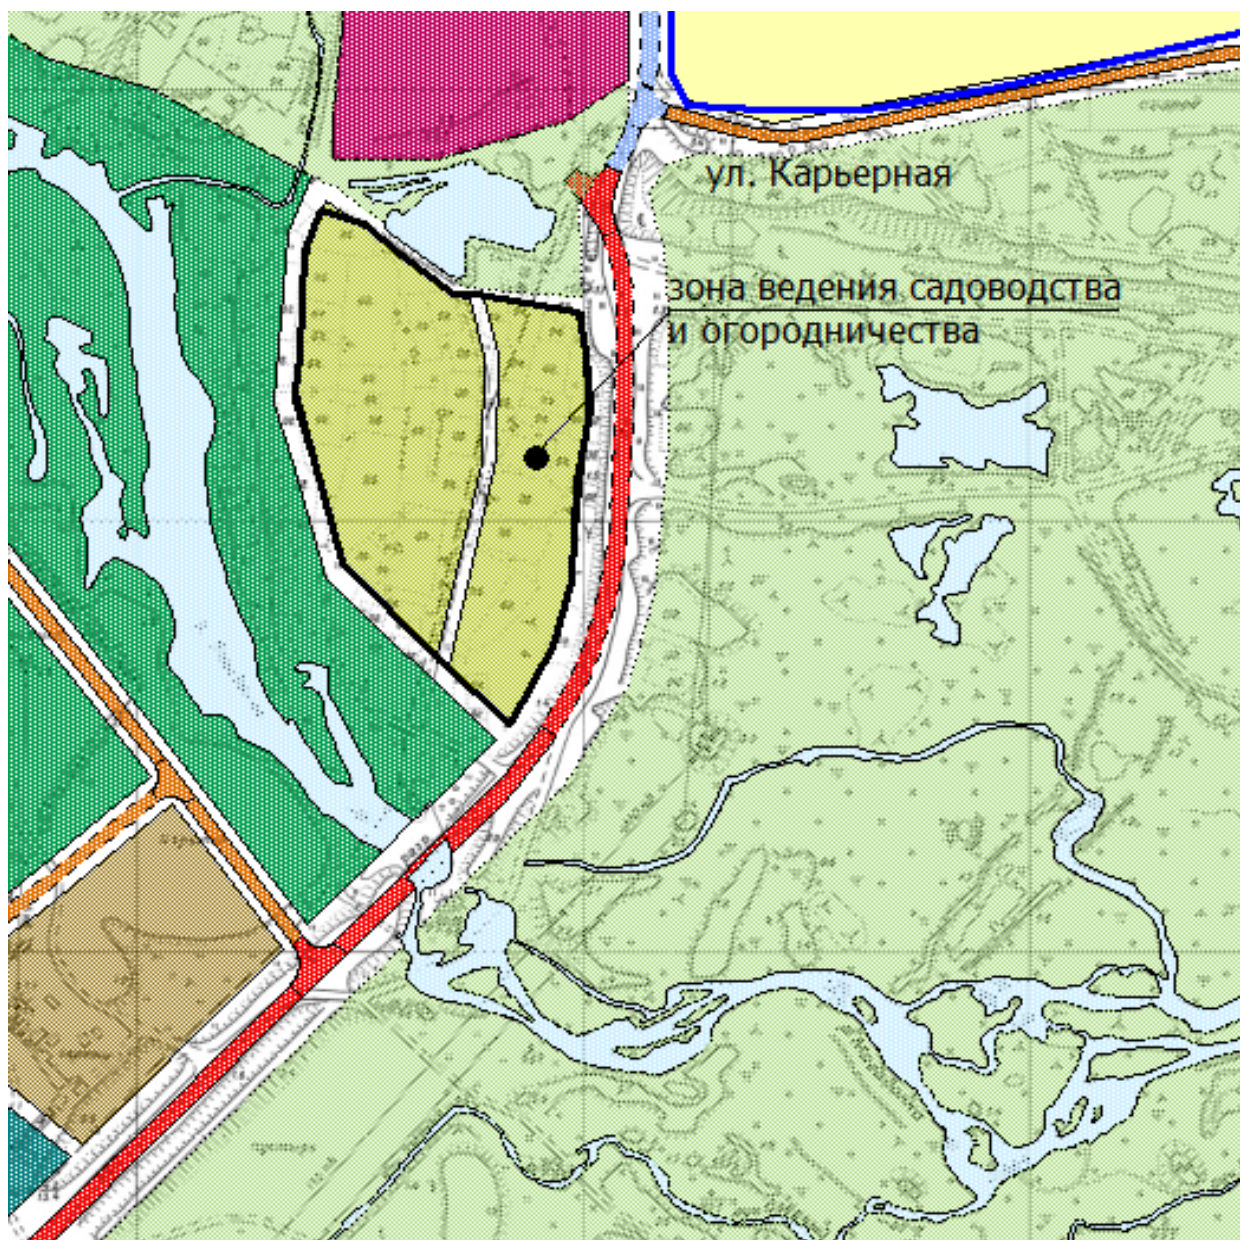 ул. Карьерная
зона ведения садоводства
и огородничества